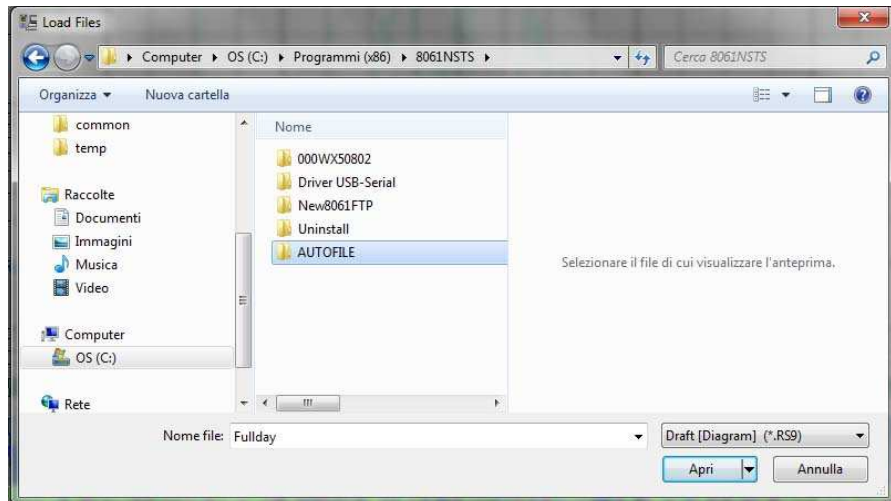 Load Files
Computer OS (C:) Programmi (x86) 8061NSTS
Cerca 8061NSTS
Organizza Nuova cartella
common
temp
Raccolte
Documenti
Immagini
Musica
Video
Computer
OS (C:)
Rete
Nome
000WX50802
Driver USB-Serial
New8061FTP
Uninstall
AUTOFILE
Selezionare il file di cui visualizzare l'anteprima.
Nome file: Fullday
Draft [Diagram] (*.RS9)
Apri Annulla